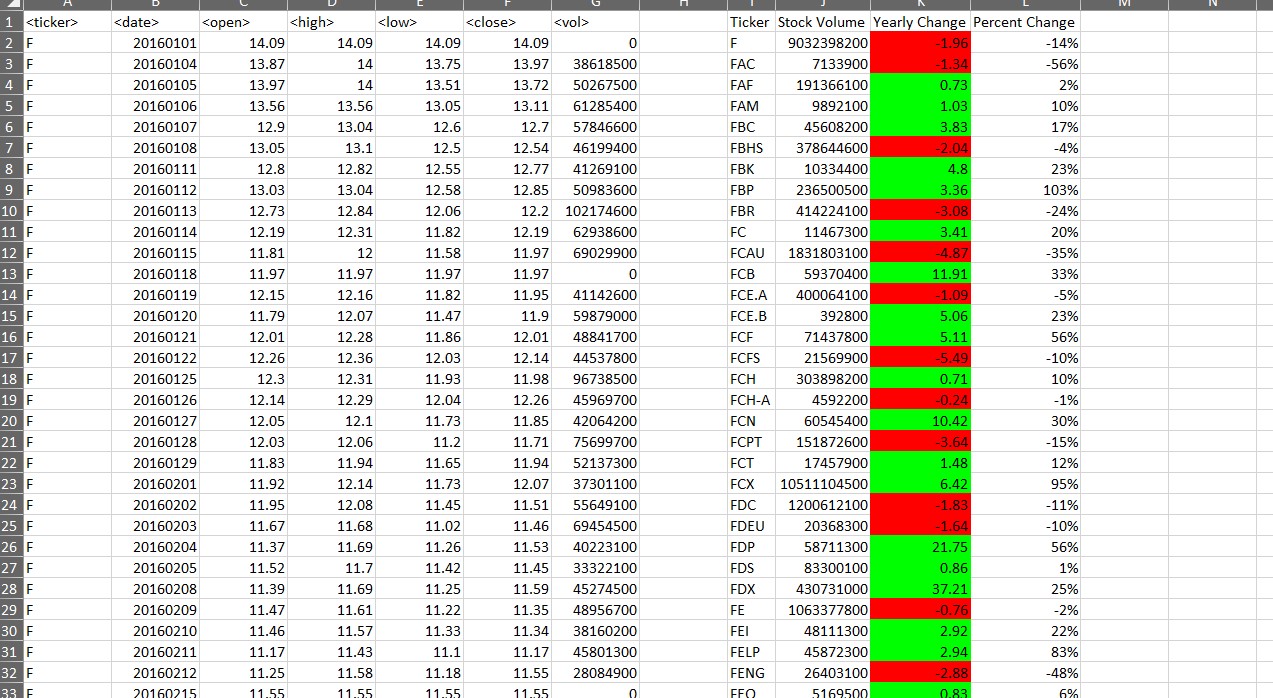 A B C D E F G H I J K L M N
1 <ticker> <date> <open> <high> <low> <close> <vol> Ticker Stock Volume Yearly Change Percent Change
2 F 20160101 14.09 14.09 14.09 14.09 0 F 9032398200 -1.96 -14%
3 F 20160104 13.87 14 13.75 13.97 38618500 FAC 7133900 -1.34 -56%
4 F 20160105 13.97 14 13.51 13.72 50267500 FAF 191366100 0.73 2%
5 F 20160106 13.56 13.56 13.05 13.11 61285400 FAM 9892100 1.03 10%
6 F 20160107 12.9 13.04 12.6 12.7 57846600 FBC 45608200 3.83 17%
7 F 20160108 13.05 13.1 12.5 12.54 46199400 FBHS 378644600 -2.04 -4%
8 F 20160111 12.8 12.82 12.55 12.77 41269100 FBK 10334400 4.8 23%
9 F 20160112 13.03 13.04 12.58 12.85 50983600 FBP 236500500 3.36 103%
10 F 20160113 12.73 12.84 12.06 12.2 102174600 FBR 414224100 -3.08 -24%
11 F 20160114 12.19 12.31 11.82 12.19 62938600 FC 11467300 3.41 20%
12 F 20160115 11.81 12 11.58 11.97 69029900 FCAU 1831803100 -4.87 -35%
13 F 20160118 11.97 11.97 11.97 11.97 0 FCB 59370400 11.91 33%
14 F 20160119 12.15 12.16 11.82 11.95 41142600 FCE.A 400064100 -1.09 -5%
15 F 20160120 11.79 12.07 11.47 11.9 59879000 FCE.B 392800 5.06 23%
16 F 20160121 12.01 12.28 11.86 12.01 48841700 FCF 71437800 5.11 56%
17 F 20160122 12.26 12.36 12.03 12.14 44537800 FCFS 21569900 -5.49 -10%
18 F 20160125 12.3 12.31 11.93 11.98 96738500 FCH 303898200 0.71 10%
19 F 20160126 12.14 12.29 12.04 12.26 45969700 FCH-A 4592200 -0.24 -1%
20 F 20160127 12.05 12.1 11.73 11.85 42064200 FCN 60545400 10.42 30%
21 F 20160128 12.03 12.06 11.2 11.71 75699700 FCPT 151872600 -3.64 -15%
22 F 20160129 11.83 11.94 11.65 11.94 52137300 FCT 17457900 1.48 12%
23 F 20160201 11.92 12.14 11.73 12.07 37301100 FCX 10511104500 6.42 95%
24 F 20160202 11.95 12.08 11.45 11.51 55649100 FDC 1200612100 -1.83 -11%
25 F 20160203 11.67 11.68 11.02 11.46 69454500 FDEU 20368300 -1.64 -10%
26 F 20160204 11.37 11.69 11.26 11.53 40223100 FDP 58711300 21.75 56%
27 F 20160205 11.52 11.7 11.42 11.45 33322100 FDS 83300100 0.86 1%
28 F 20160208 11.39 11.69 11.25 11.59 45274500 FDX 430731000 37.21 25%
29 F 20160209 11.47 11.61 11.22 11.35 48956700 FE 1063377800 -0.76 -2%
30 F 20160210 11.46 11.57 11.33 11.34 38160200 FEI 48111300 2.92 22%
31 F 20160211 11.17 11.43 11.1 11.17 45801300 FELP 45872300 2.94 83%
32 F 20160212 11.25 11.58 11.18 11.55 28084900 FENG 26403100 -2.88 -48%
33 F 20160215 11.55 11.55 11.55 11.55 0 FEO 5169500 0.83 6%